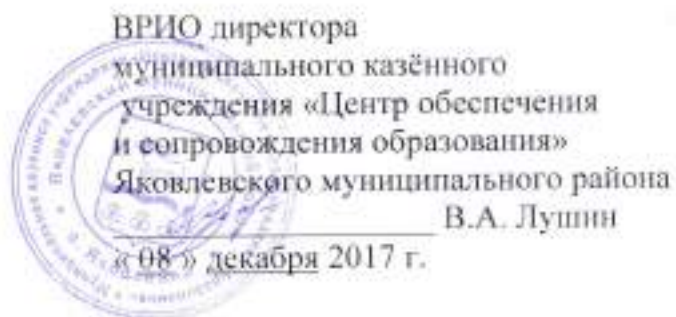 ВРИО директора
муниципального казённого
учреждения «Центр обеспечения
и сопровождения образования»
Яковлевского муниципального района
В.А. Лушин
« 08 » декабря 2017 г.